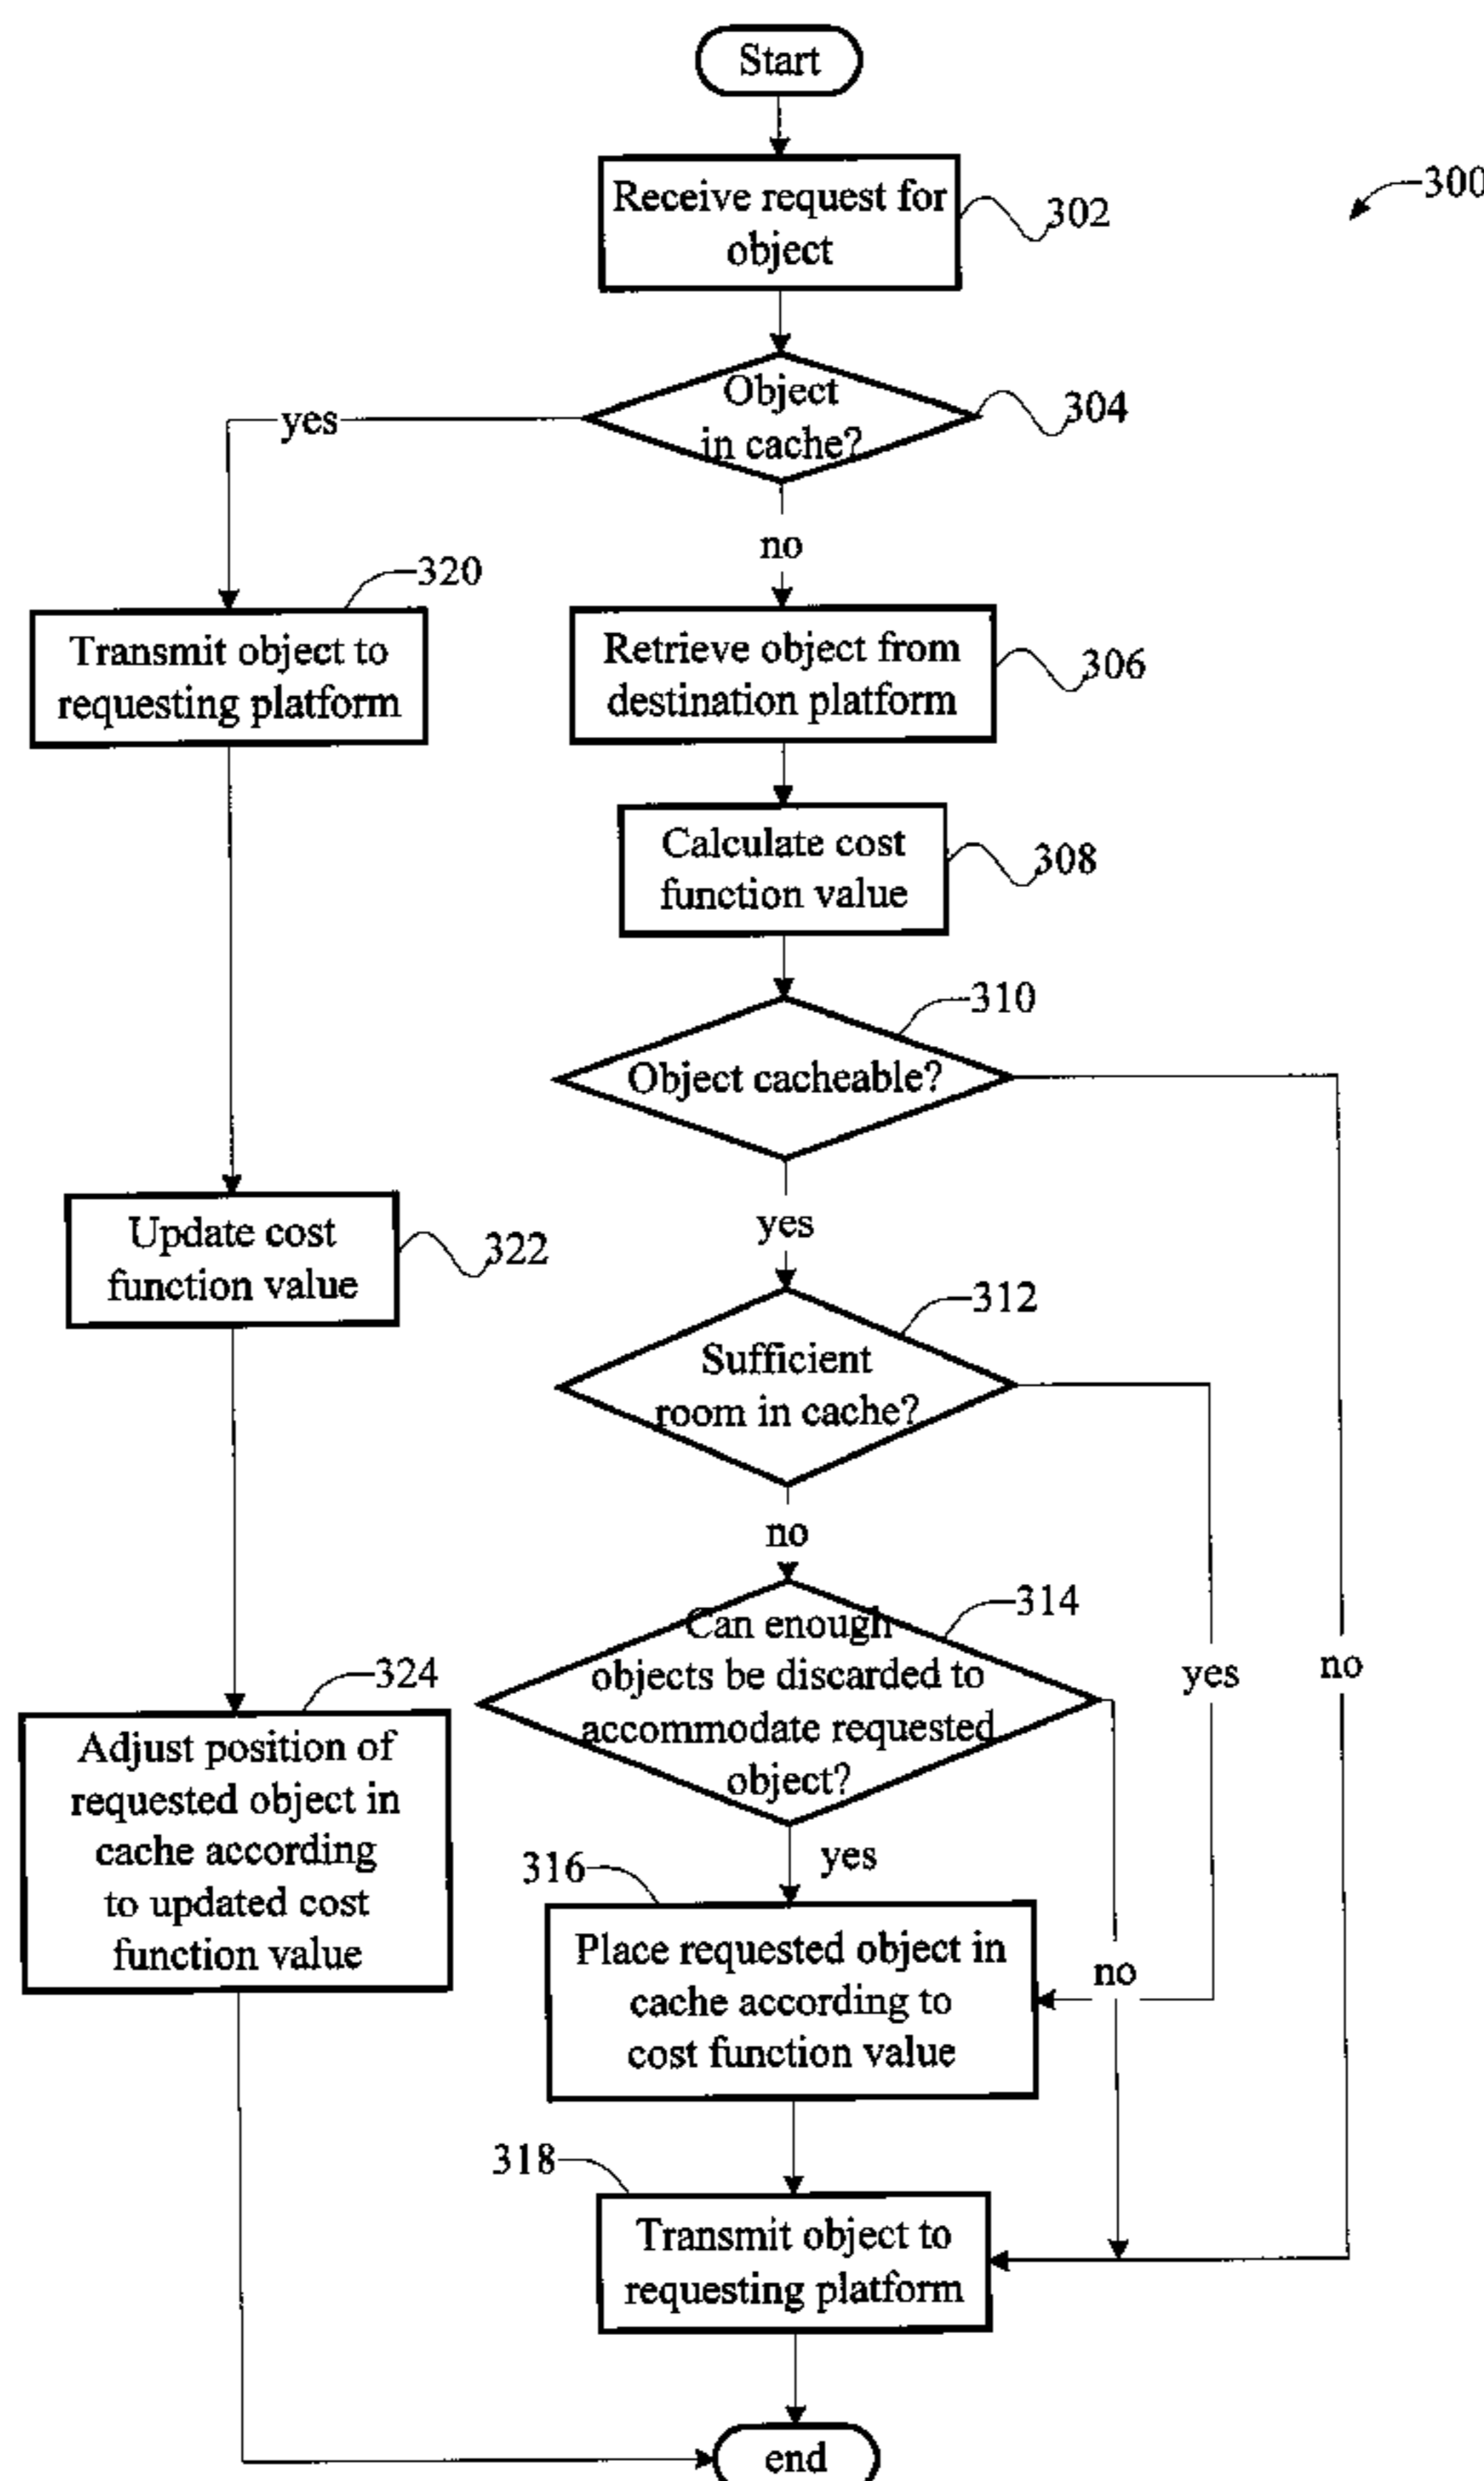 Start
300
Receive request for
object
302
Object
in cache?
304
yes
no
320
Transmit object to
requesting platform
Retrieve object from
destination platform
306
Calculate cost
function value
308
310
Object cacheable?
yes
Update cost
function value
322
312
Sufficient
room in cache?
no
314
Can enough
objects be discarded to
accommodate requested
object?
yes
no
324
Adjust position of
requested object in
cache according
to updated cost
function value
yes
316
Place requested object in
cache according to
cost function value
no
318
Transmit object to
requesting platform
end